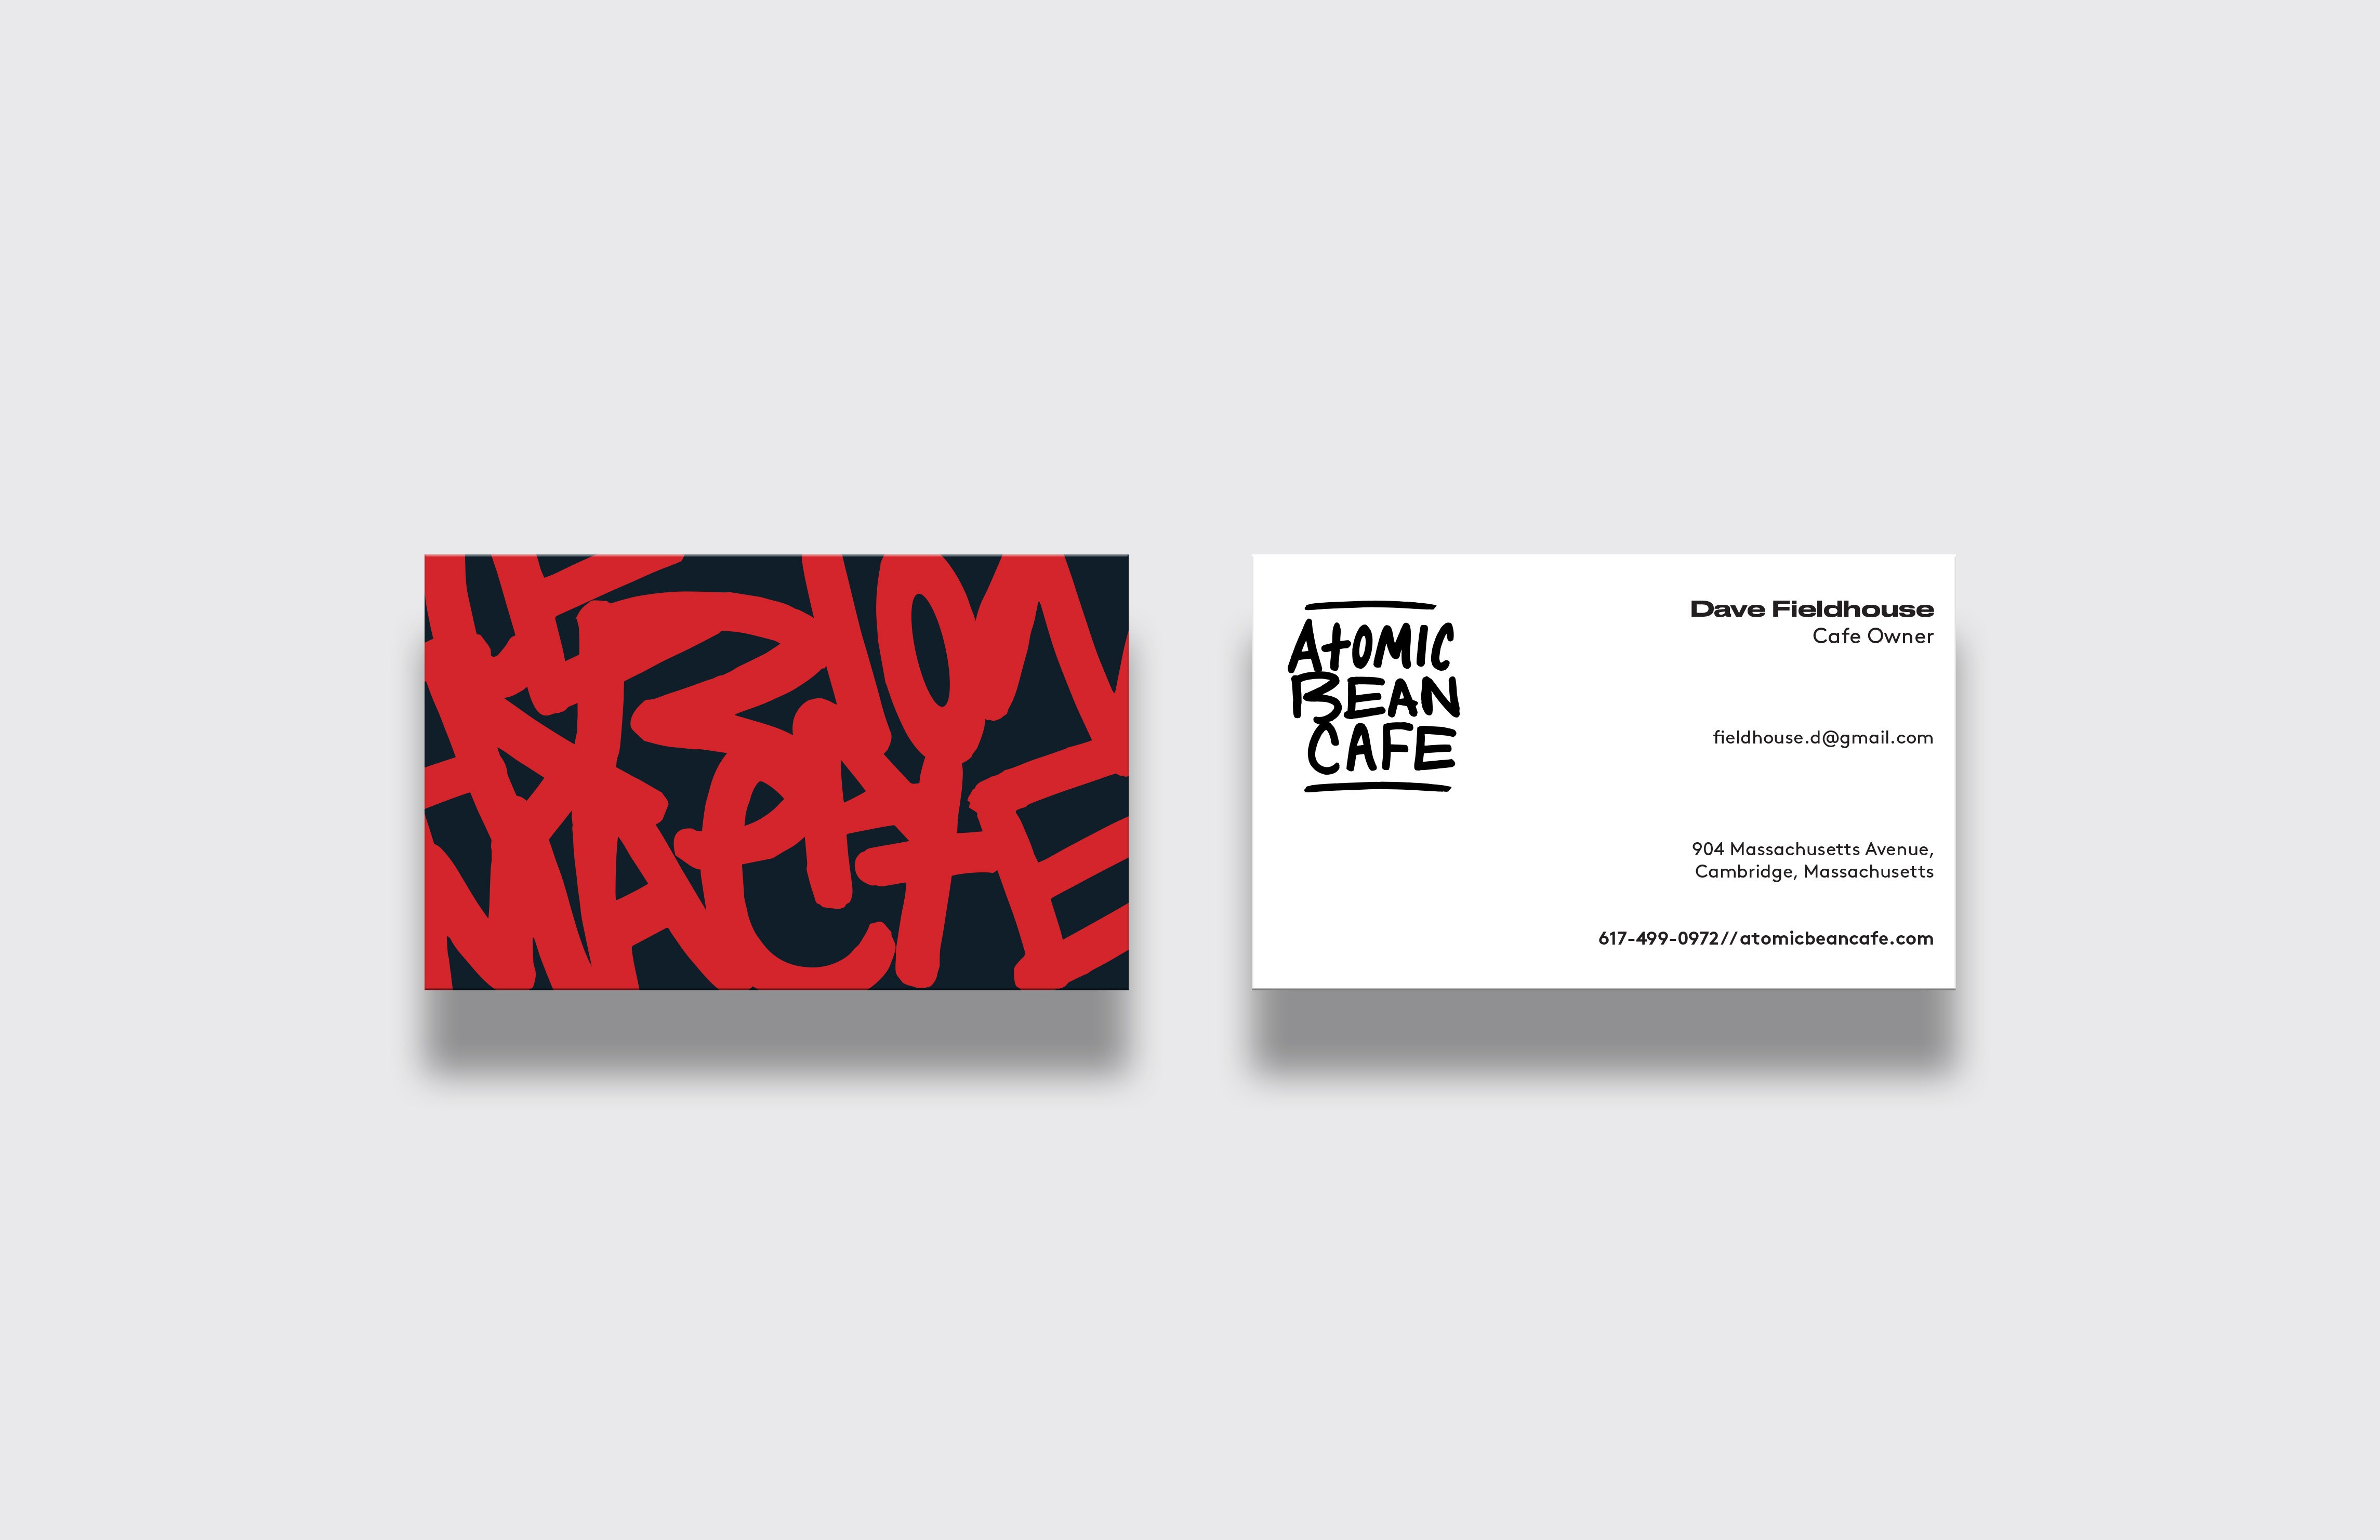 ATOMIC
BEAN
CAFE
Dave Fieldhouse
Cafe Owner
fieldhouse.d@gmail.com
904 Massachusetts Avenue,
Cambridge, Massachusetts
617-499-0972//atomicbeancafe.com